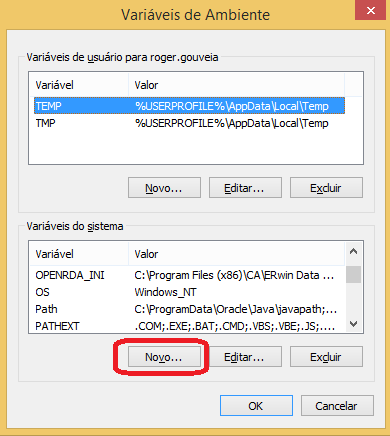 Variáveis de Ambiente
Variáveis de usuário para roger.gouveia
Variável Valor
TEMP %USERPROFILE%\AppData\Local\Temp
TMP %USERPROFILE%\AppData\Local\Temp
Novo... Editar... Excluir
Variáveis do sistema
Variável Valor
OPENRDA_INI C:\Program Files (x86)\CA\ERwin Data ...
OS Windows_NT
Path C:\ProgramData\Oracle\Java\javapath;...
PATHEXT .COM;.EXE;.BAT;.CMD;.VBS;.VBE;.JS;....
Novo... Editar... Excluir
OK Cancelar